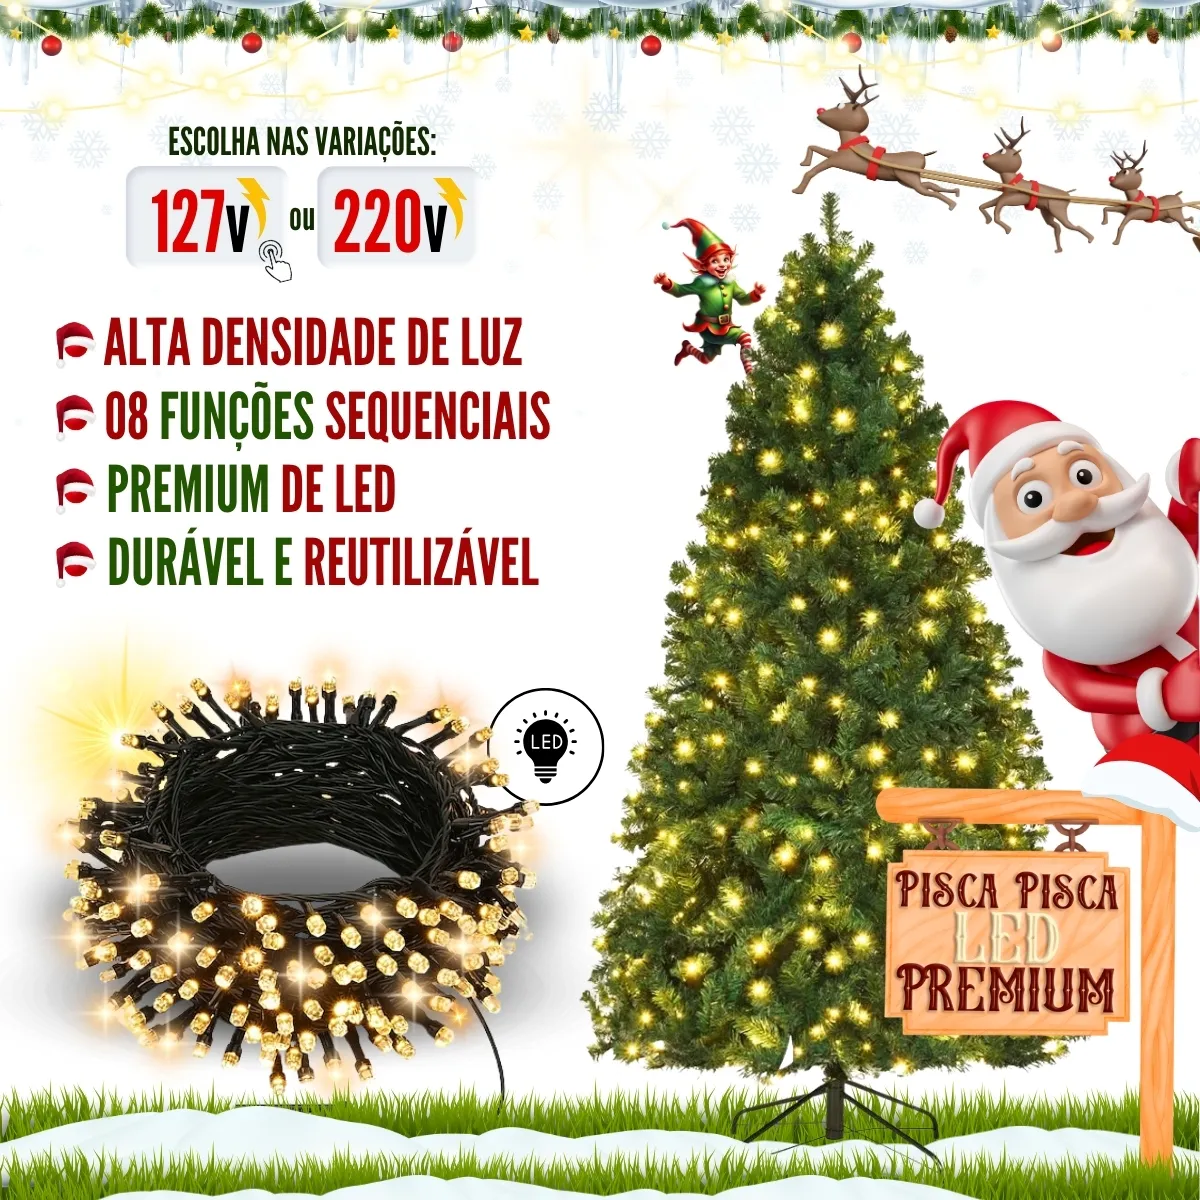 ESCOLHA NAS VARIAÇÕES:
127V ou 220V
ALTA DENSIDADE DE LUZ
08 FUNÇÕES SEQUENCIAIS
PREMIUM DE LED
DURÁVEL E REUTILIZÁVEL
LED
PISCA PISCA
LED
PREMIUM